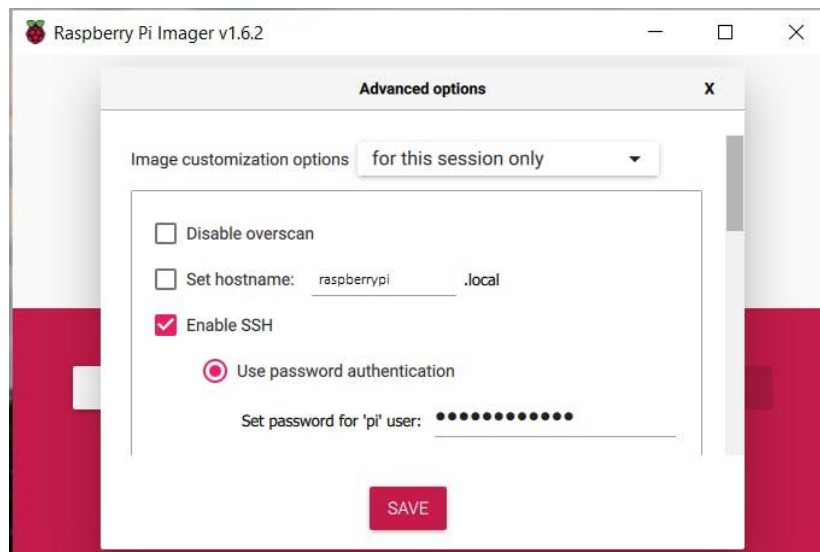 Raspberry Pi Imager v1.6.2
Advanced options X
Image customization options for this session only
Disable overscan
Set hostname: raspberrypi .local
Enable SSH
Use password authentication
Set password for 'pi' user: ●●●●●●●●●●●●
SAVE